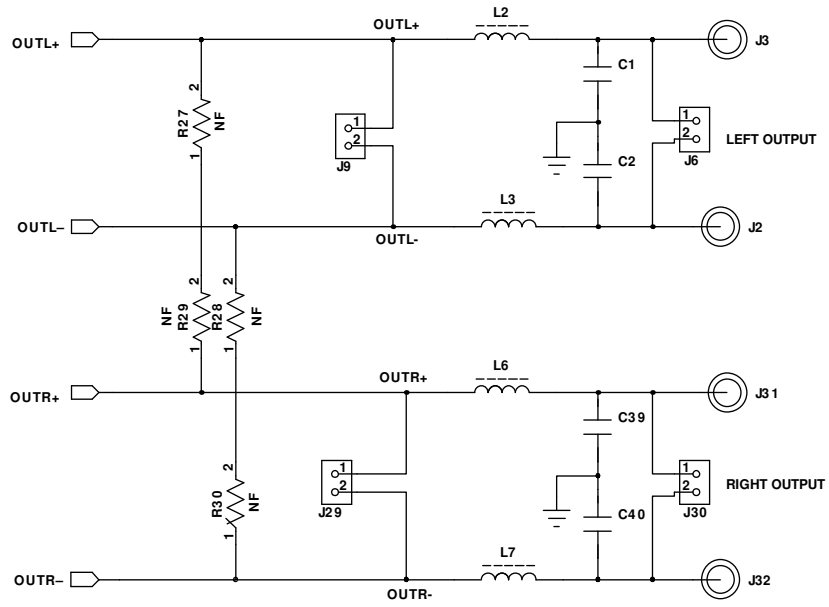 L2
OUTL+
OUTL+
J3
2
R27
NF
1
C1
1
2
J9
1
2
J6
LEFT OUTPUT
C2
L3
OUTL–
OUTL-
J2
2
NF
R29
1
2
R28
NF
1
L6
OUTR+
OUTR+
J31
C39
2
R30
NF
1
1
2
J29
1
2
J30
RIGHT OUTPUT
C40
L7
OUTR–
OUTR-
J32